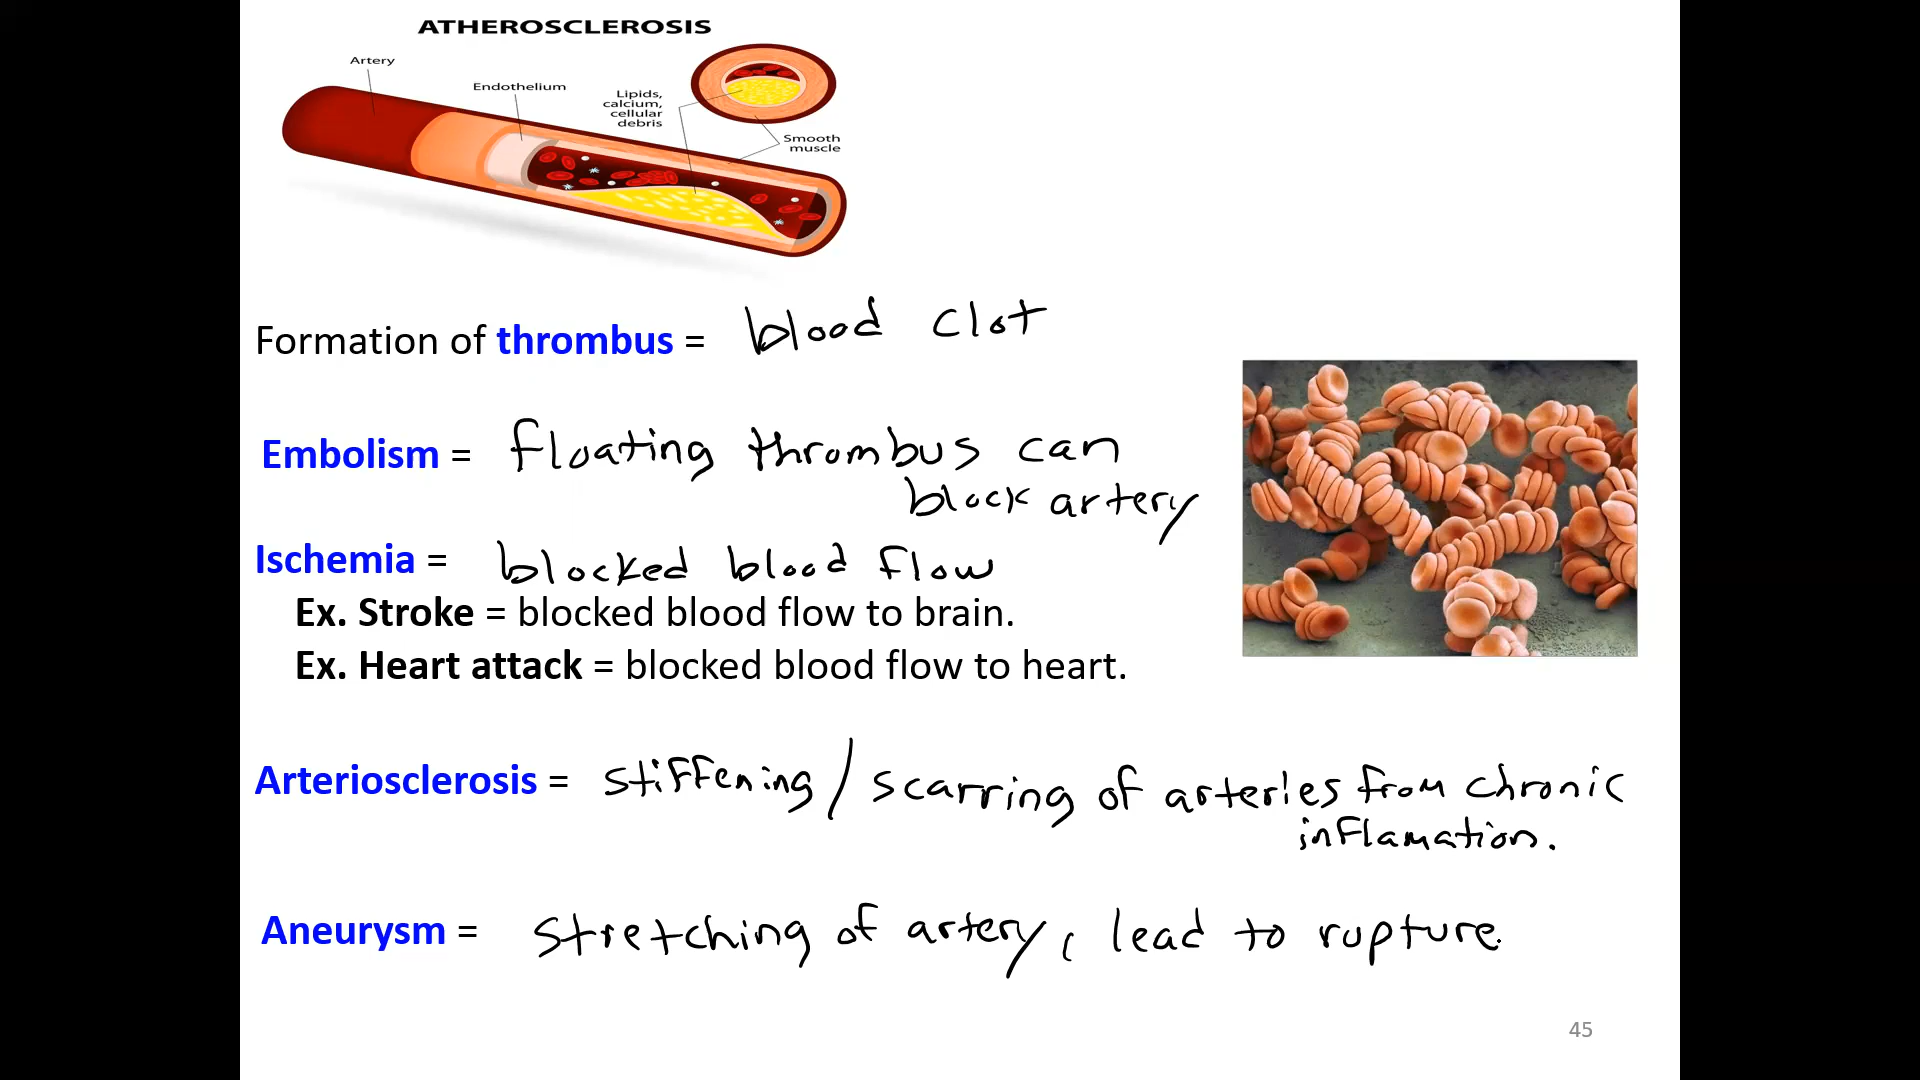 ATHEROSCLEROSIS
Artery
Endothelium
Lipids,
calcium,
cellular
debris
Smooth
muscle
Formation of thrombus = blood clot
Embolism = floating thrombus can
block artery
Ischemia = blocked blood flow
Ex. Stroke = blocked blood flow to brain.
Ex. Heart attack = blocked blood flow to heart.
Arteriosclerosis = stiffening / scarring of arteries from chronic
inflamation.
Aneurysm = stretching of artery, lead to rupture.
45